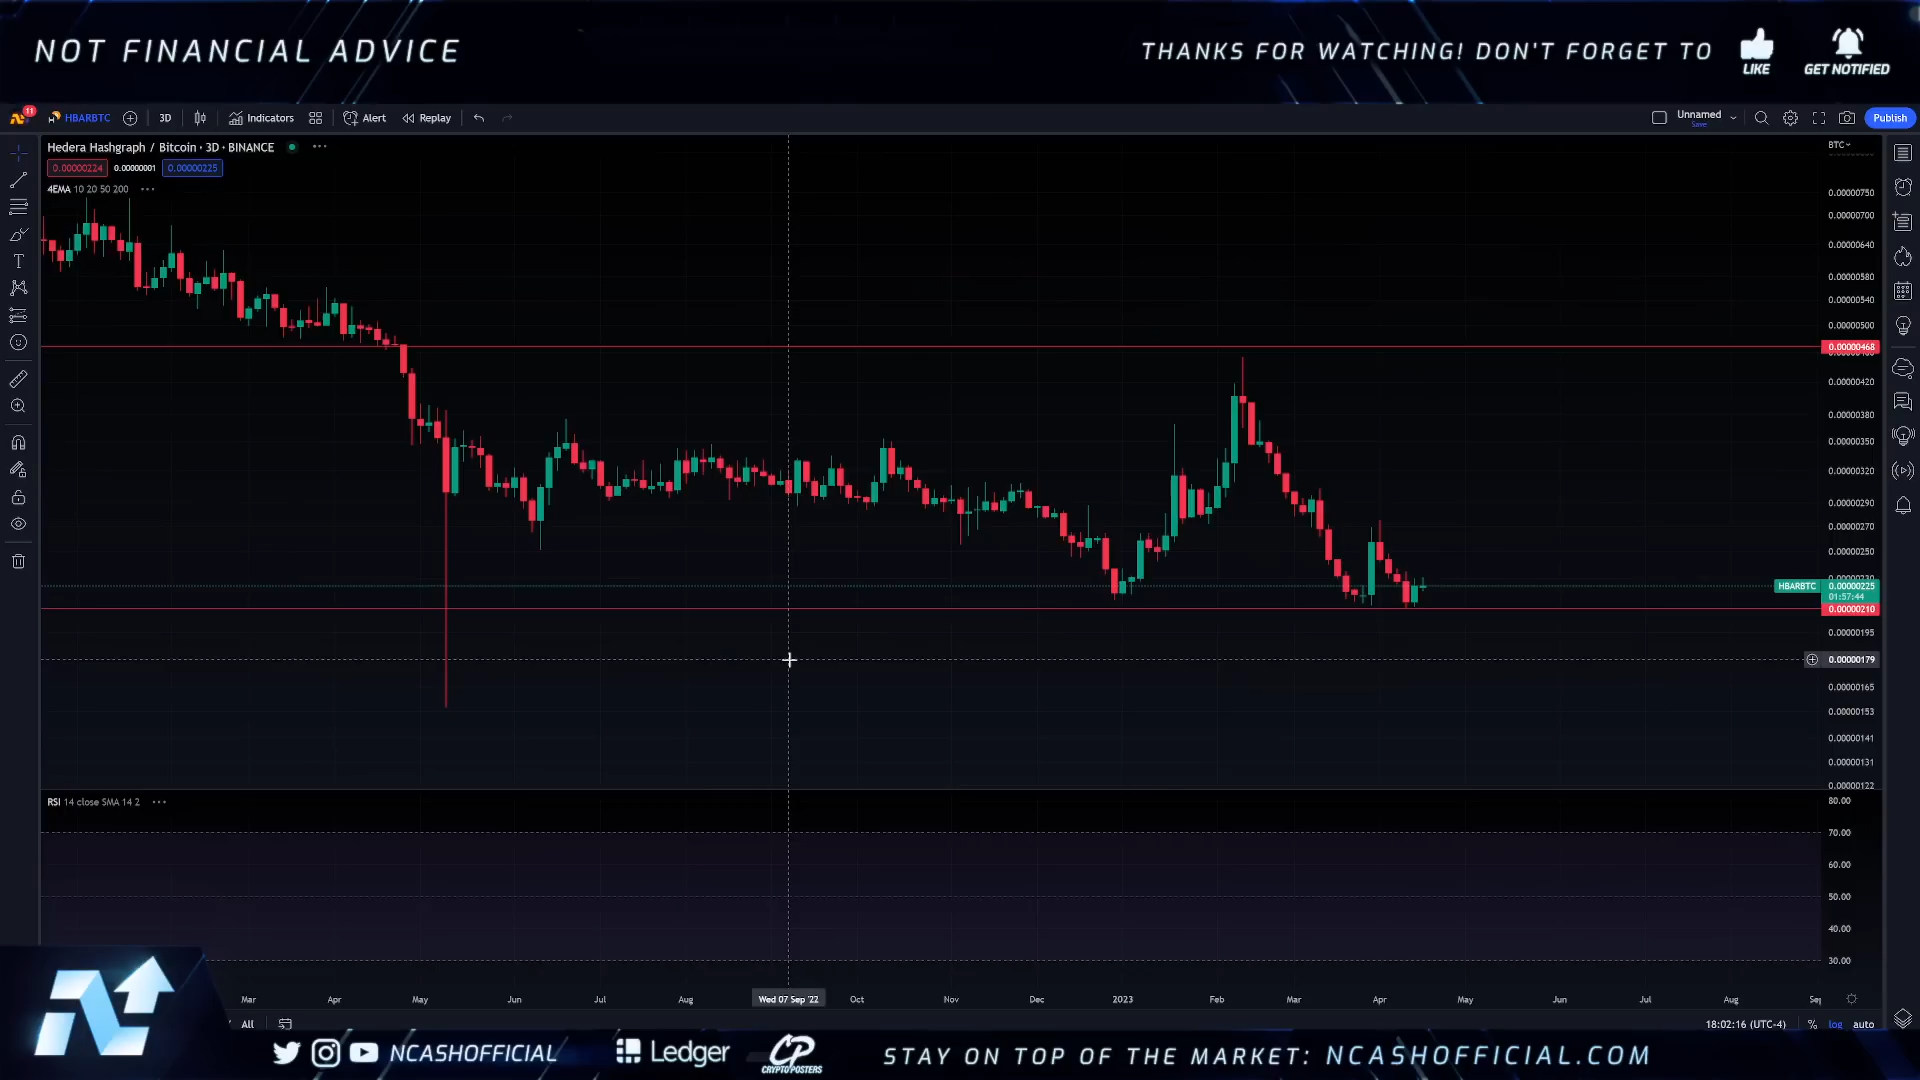 NOT FINANCIAL ADVICE
THANKS FOR WATCHING! DON'T FORGET TO
LIKE
GET NOTIFIED
11
HBARBTC
3D
Indicators
Alert
Replay
Unnamed
Save
Publish
Hedera Hashgraph / Bitcoin · 3D · BINANCE
BTC
0.00000224
0.00000001
0.00000225
4EMA 10 20 50 200
0.00000750
0.00000700
0.00000640
0.00000580
0.00000540
0.00000500
0.00000468
0.00000420
0.00000380
0.00000350
0.00000320
0.00000290
0.00000270
0.00000250
0.00000230
HBARBTC
0.00000225
01:57:44
0.00000210
0.00000195
0.00000179
0.00000165
0.00000153
0.00000141
0.00000131
0.00000122
RSI 14 close SMA 14 2
80.00
70.00
60.00
50.00
40.00
30.00
Mar Apr May Jun Jul Aug Wed 07 Sep '22 Oct Nov Dec 2023 Feb Mar Apr May Jun Jul Aug
All
18:02:16 (UTC-4) % log auto
NCASHOFFICIAL
Ledger
CP
CRYPTOPOSTERS
STAY ON TOP OF THE MARKET: NCASHOFFICIAL.COM